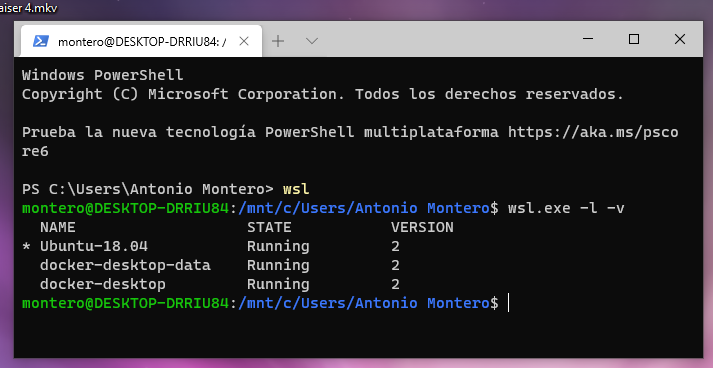 aiser 4.mkv
montero@DESKTOP-DRRIU84: /
Windows PowerShell
Copyright (C) Microsoft Corporation. Todos los derechos reservados.
Prueba la nueva tecnología PowerShell multiplataforma https://aka.ms/psco
re6
PS C:\Users\Antonio Montero> wsl
montero@DESKTOP-DRRIU84:/mnt/c/Users/Antonio Montero$ wsl.exe -l -v
NAME STATE VERSION
* Ubuntu-18.04 Running 2
docker-desktop-data Running 2
docker-desktop Running 2
montero@DESKTOP-DRRIU84:/mnt/c/Users/Antonio Montero$